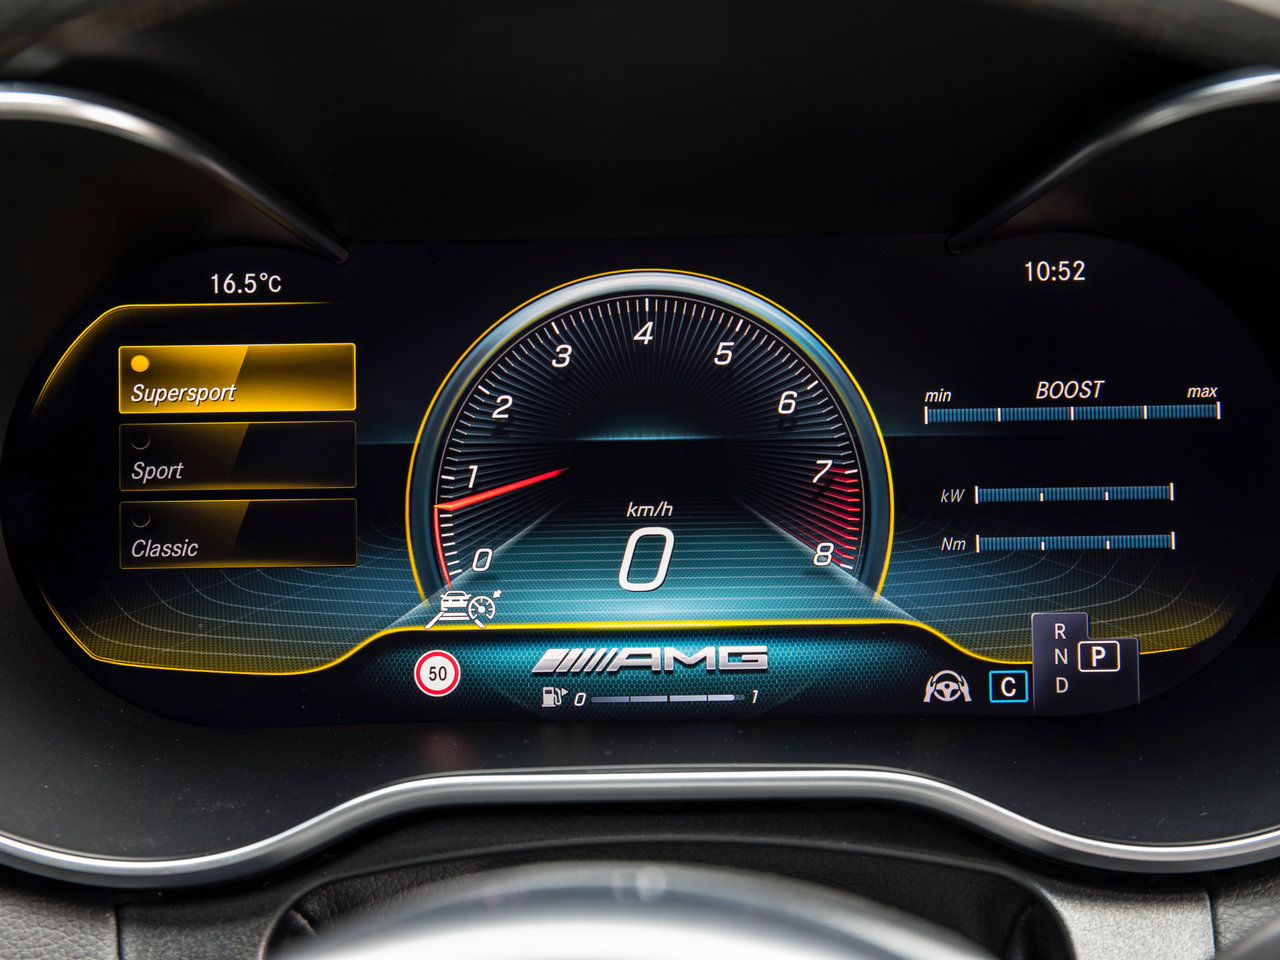 16.5°C
10:52
Supersport
Sport
Classic
0
1
2
3
4
5
6
7
8
km/h
0
min BOOST max
kW
Nm
50
AMG
0 1
C
R
N
D
P